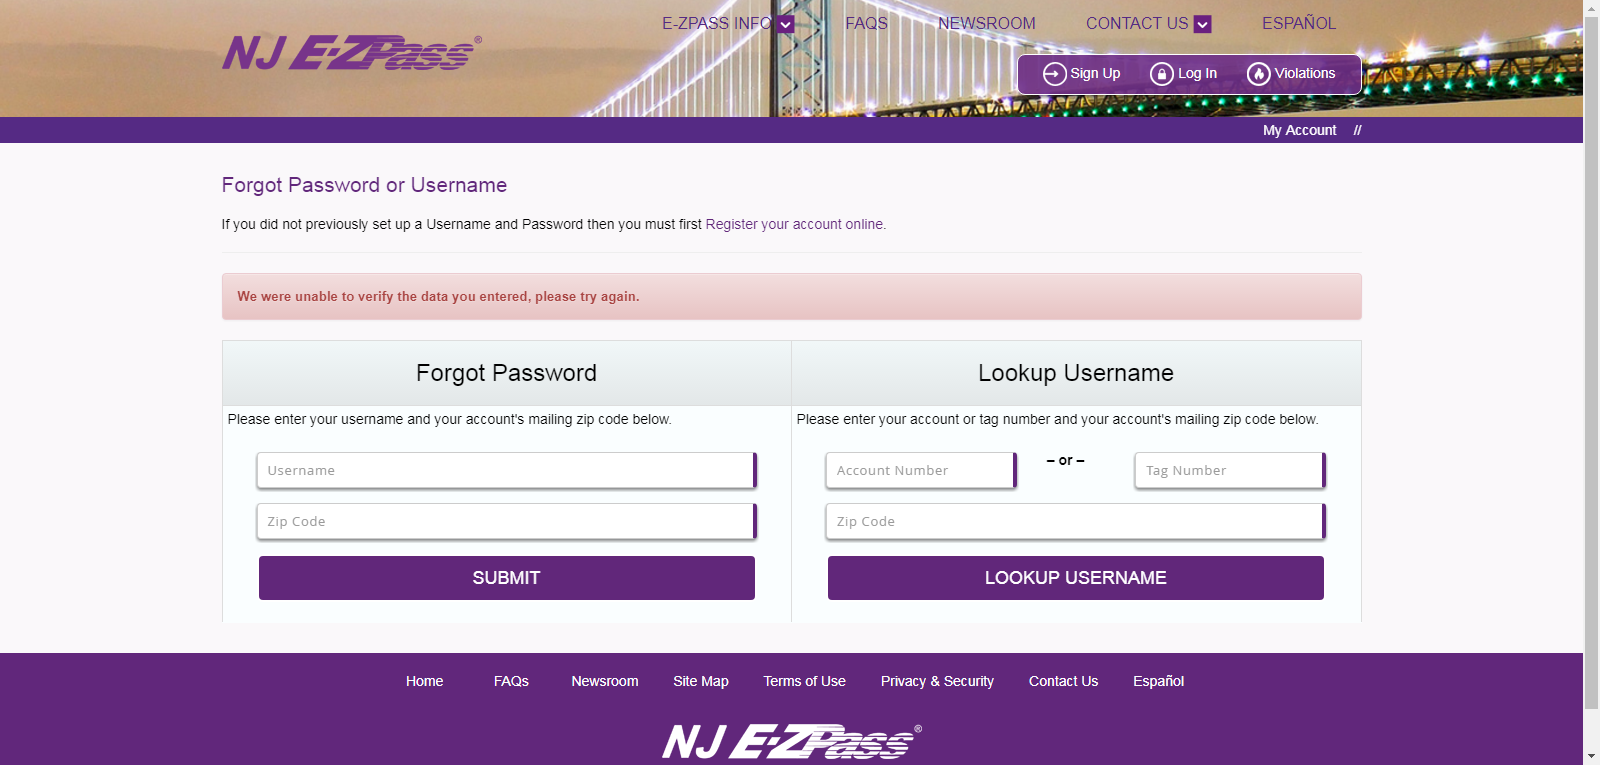 E-ZPASS INFO
FAQS
NEWSROOM
CONTACT US
ESPAÑOL
NJ E-ZPass®
Sign Up
Log In
Violations
My Account //
Forgot Password or Username
If you did not previously set up a Username and Password then you must first Register your account online.
We were unable to verify the data you entered, please try again.
Forgot Password
Please enter your username and your account's mailing zip code below.
Username
Zip Code
SUBMIT
Lookup Username
Please enter your account or tag number and your account's mailing zip code below.
Account Number
– or –
Tag Number
Zip Code
LOOKUP USERNAME
Home
FAQs
Newsroom
Site Map
Terms of Use
Privacy & Security
Contact Us
Español
NJ E-ZPass®